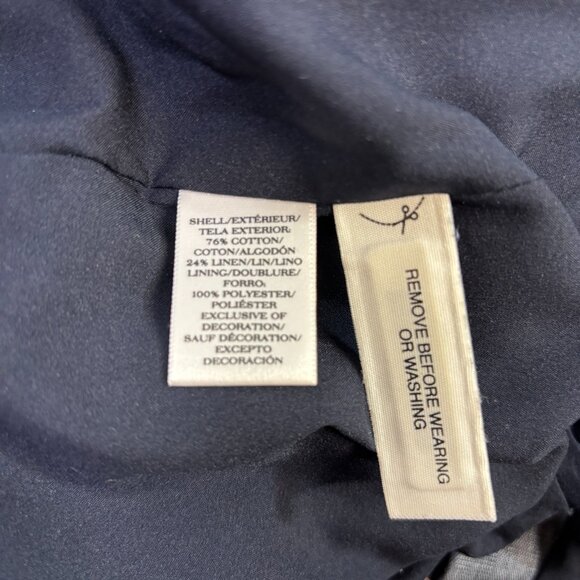 SHELL/EXTÉRIEUR/
TELA EXTERIOR:
76% COTTON/
COTON/ALGODÓN
24% LINEN/LIN/LINO
LINING/DOUBLURE/
FORRO:
100% POLYESTER/
POLIÉSTER
EXCLUSIVE OF
DECORATION/
SAUF DÉCORATION/
EXCEPTO
DECORACIÓN
REMOVE BEFORE WEARING
OR WASHING